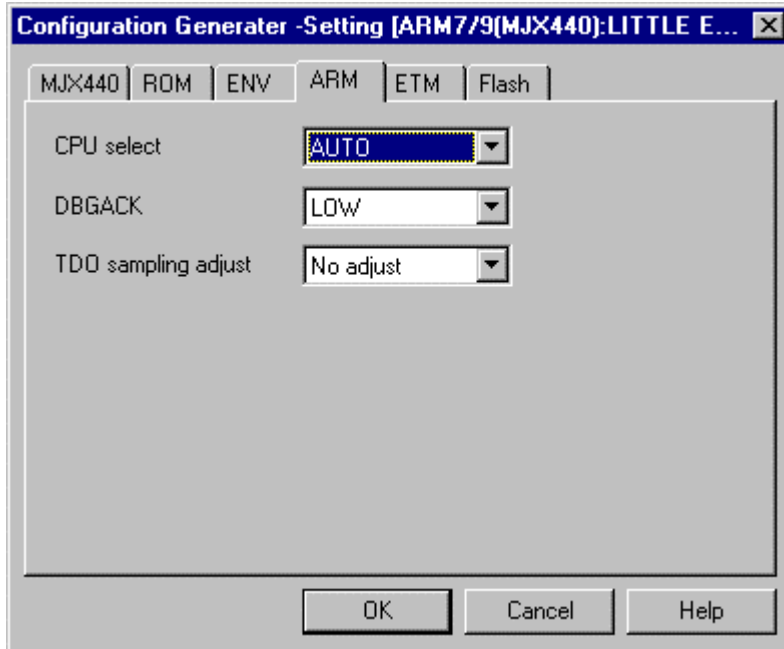 Configuration Generater -Setting [ARM7/9(MJX440):LITTLE E...
MJX440 ROM ENV ARM ETM Flash
CPU select AUTO
DBGACK LOW
TDO sampling adjust No adjust
OK Cancel Help